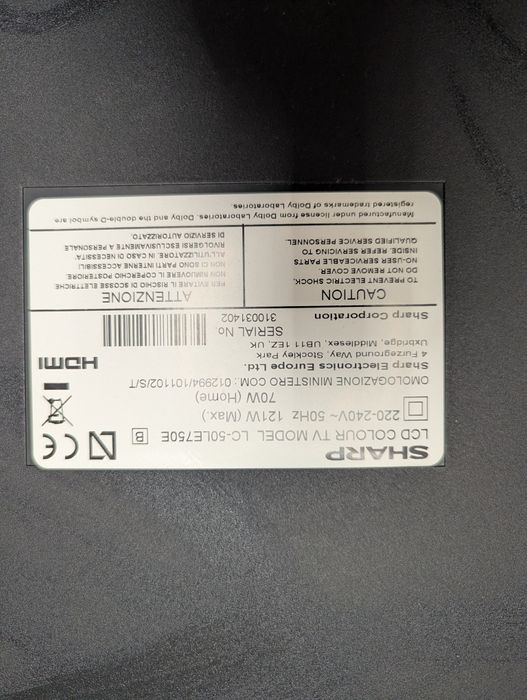 SHARP
LCD COLOUR TV MODEL LC-50LE750E B
220-240V~ 50Hz 121W (Max.)
70W (Home)
OMOLOGAZIONE MINISTERO COM: 012994/101102/S/T
Sharp Electronics Europe Ltd.
4 Furzeground Way, Stockley Park
Uxbridge, Middlesex, UB11 1EZ, UK
HDMI
SERIAL No
310031402
Sharp Corporation
CAUTION
TO PREVENT ELECTRIC SHOCK,
DO NOT REMOVE COVER.
NO-USER SERVICEABLE PARTS
INSIDE. REFER SERVICING TO
QUALIFIED SERVICE PERSONNEL.
ATTENZIONE
PER EVITARE IL RISCHIO DI SCOSSE ELETTRICHE
NON RIMUOVERE IL COPERCHIO POSTERIORE.
NON CI SONO PARTI INTERNE ACCESSIBILI
ALL'UTILIZZATORE. IN CASO DI NECESSITÀ
RIVOLGERSI ESCLUSIVAMENTE A PERSONALE
DI SERVIZIO AUTORIZZATO.
Manufactured under license from Dolby Laboratories. Dolby and the double-D symbol are
registered trademarks of Dolby Laboratories.